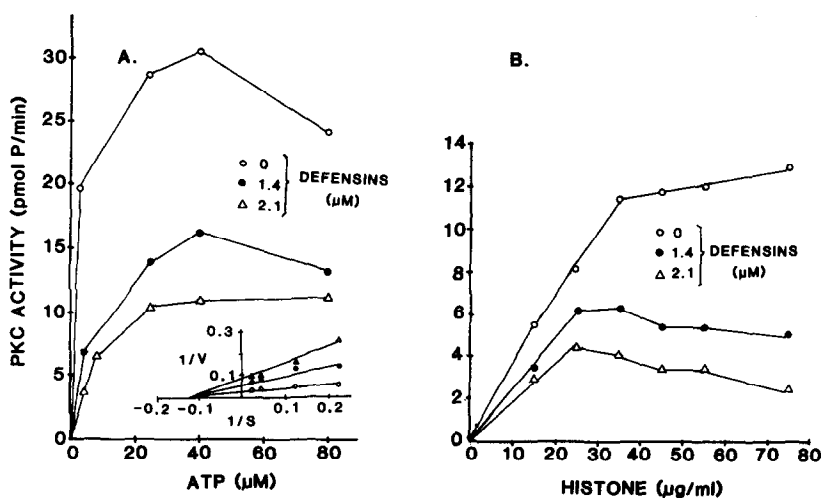 A.
PKC ACTIVITY (pmol P/min)
30
25
20
15
10
5
0
0 20 40 60 80
ATP (µM)
0
1.4 DEFENSINS
2.1 (µM)
0.3
1/V
0.1
-0.2 -0.1 0.1 0.2
1/S
B.
14
12
10
8
6
4
2
0
0 10 20 30 40 50 60 70 80
HISTONE (µg/ml)
0
1.4 DEFENSINS
2.1 (µM)